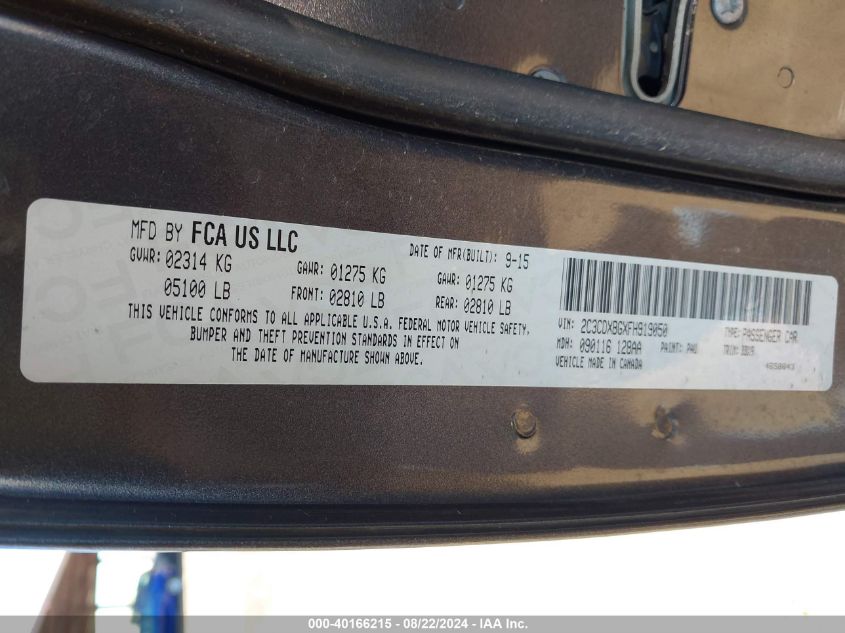 MFD BY FCA US LLC
DATE OF MFR(BUILT): 9-15
GVWR: 02314 KG
GAWR: 01275 KG
GAWR: 01275 KG
05100 LB
FRONT: 02810 LB
REAR: 02810 LB
THIS VEHICLE CONFORMS TO ALL APPLICABLE U.S.A. FEDERAL MOTOR VEHICLE SAFETY,
BUMPER AND THEFT PREVENTION STANDARDS IN EFFECT ON
THE DATE OF MANUFACTURE SHOWN ABOVE.
VIN: 2C3CDXBGXFH919050
TYPE: PASSENGER CAR
MDH: 090116 128AA
PAINT: PAU
TRIM:
VEHICLE MADE IN CANADA
000-40166215 - 08/22/2024 - IAA Inc.